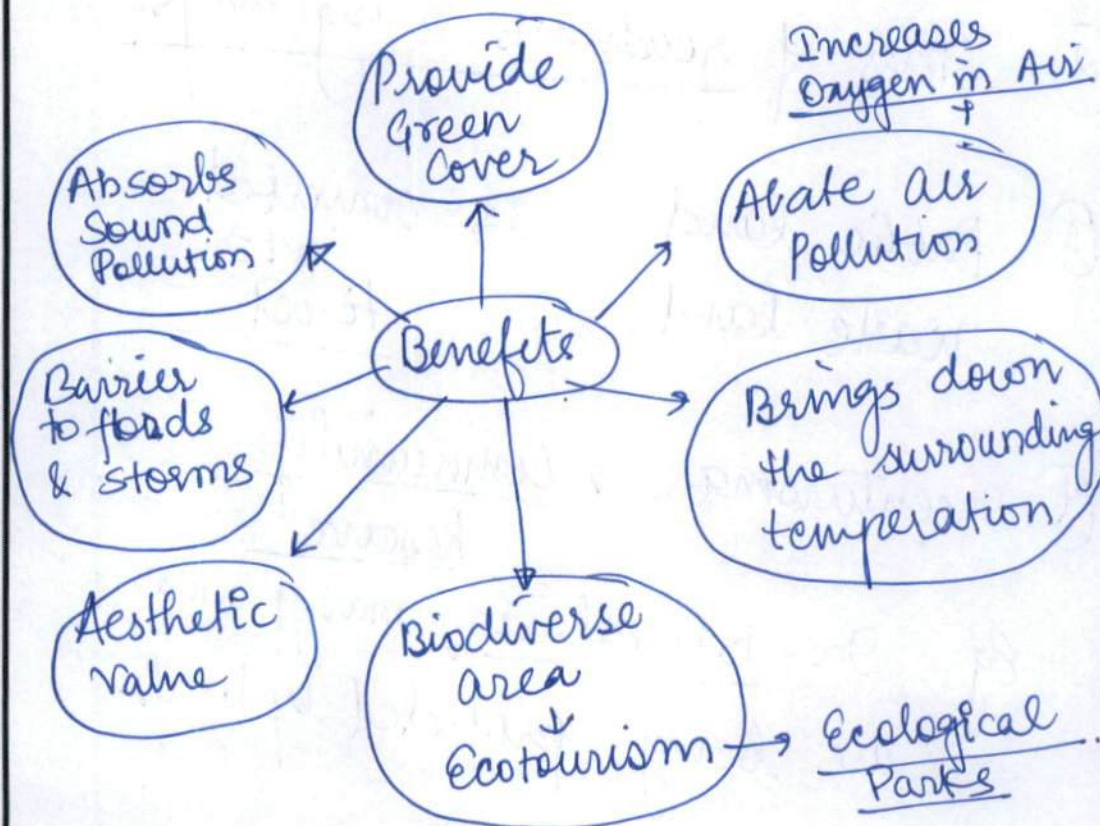 Provide
Green
Cover
Increases
Oxygen in Air
+
Abate air
Pollution
Absorbs
Sound
Pollution
Benefits
Barrier
to floods
& storms
Brings down
the surrounding
temperation
Aesthetic
Value
Biodiverse
area
↓
Ecotourism → Ecological
Parks